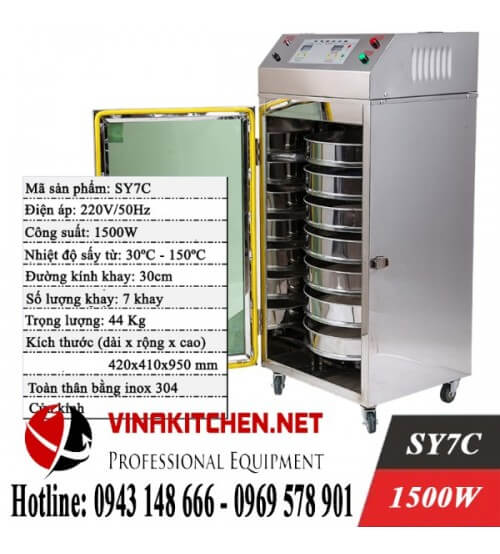 Mã sản phẩm: SY7C
Điện áp: 220V/50Hz
Công suất: 1500W
Nhiệt độ sấy từ: 30ºC - 150ºC
Đường kính khay: 30cm
Số lượng khay: 7 khay
Trọng lượng: 44 Kg
Kích thước (dài x rộng x cao)
420x410x950 mm
Toàn thân bằng inox 304
Cửa kính
VINAKITCHEN.NET
PROFESSIONAL EQUIPMENT
Hotline: 0943 148 666 - 0969 578 901
SY7C
1500W